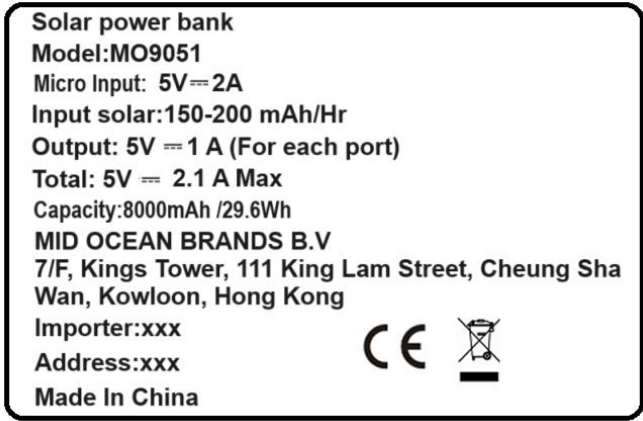 Solar power bank
Model:MO9051
Micro Input: 5V⎓2A
Input solar:150-200 mAh/Hr
Output: 5V ⎓1 A (For each port)
Total: 5V ⎓ 2.1 A Max
Capacity:8000mAh /29.6Wh
MID OCEAN BRANDS B.V
7/F, Kings Tower, 111 King Lam Street, Cheung Sha
Wan, Kowloon, Hong Kong
Importer:xxx
Address:xxx
Made In China
CE